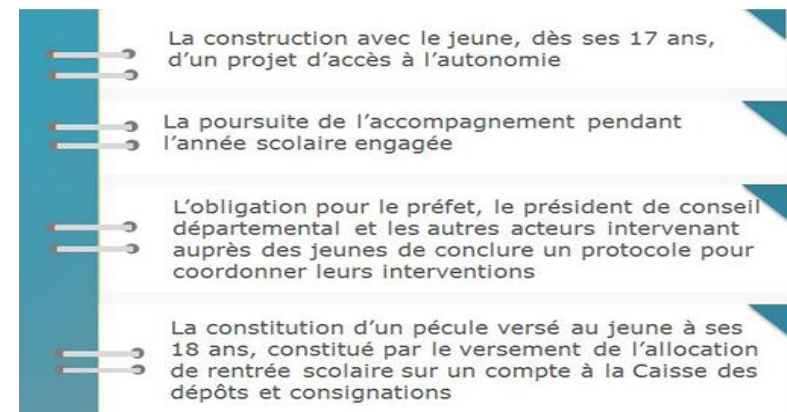 La construction avec le jeune, dès ses 17 ans,
d'un projet d'accès à l'autonomie
La poursuite de l'accompagnement pendant
l'année scolaire engagée
L'obligation pour le préfet, le président de conseil
départemental et les autres acteurs intervenant
auprès des jeunes de conclure un protocole pour
coordonner leurs interventions
La constitution d'un pécule versé au jeune à ses
18 ans, constitué par le versement de l'allocation
de rentrée scolaire sur un compte à la Caisse des
dépôts et consignations